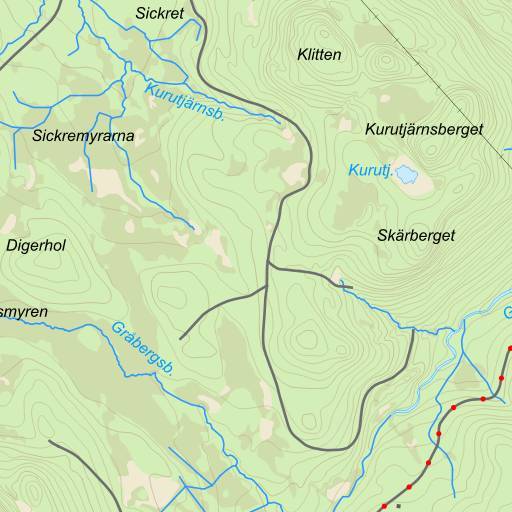 Sickret
Klitten
Kurutjärnsb.
Kurutjärnsberget
Sickremyrarna
Kurutj.
Skärberget
Digerhol
smyren
G
Gråbergsb.